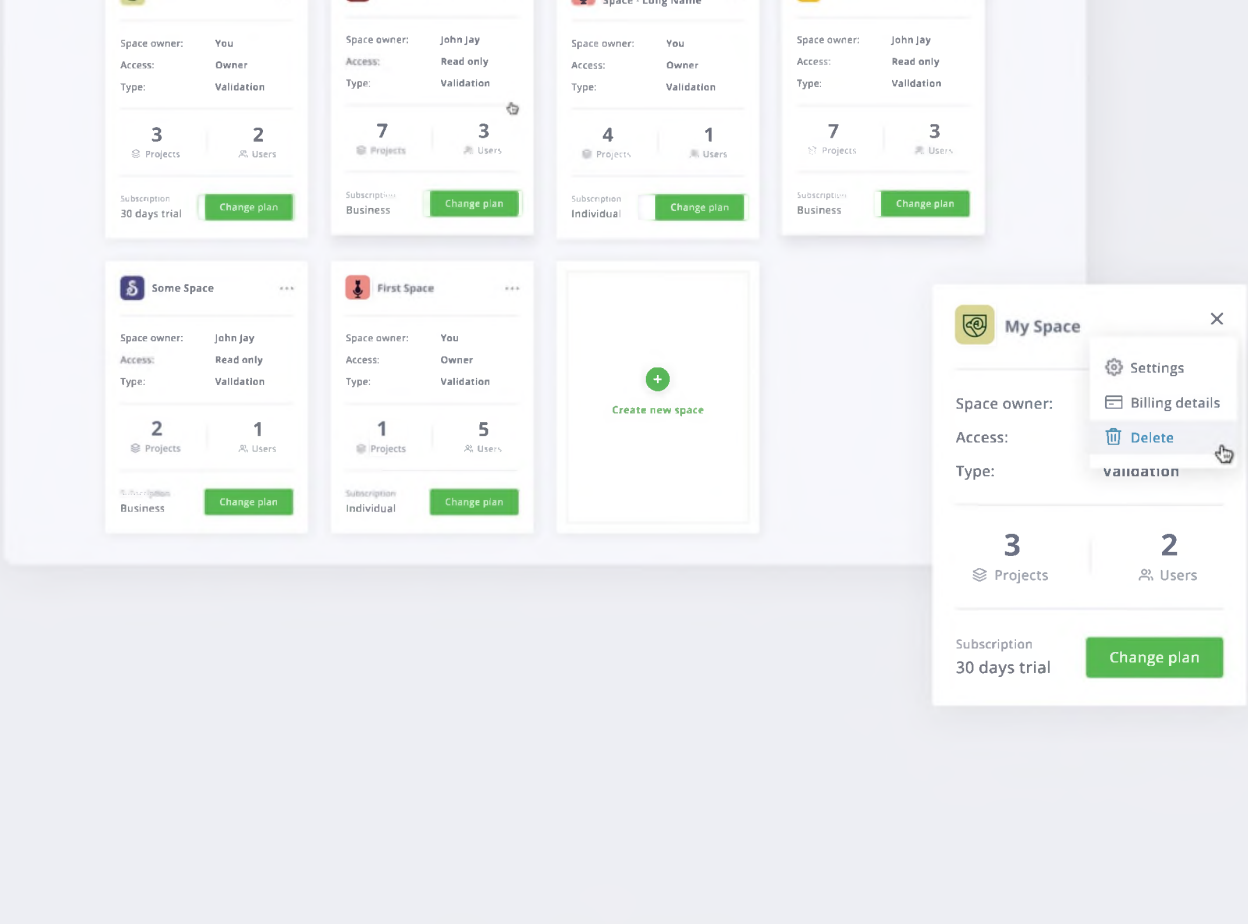 Space - Long Name
Space owner: You
Access: Owner
Type: Validation
3 2
Projects Users
Subscription
30 days trial Change plan
Space owner: John Jay
Access: Read only
Type: Validation
7 3
Projects Users
Subscription
Business Change plan
Space owner: You
Access: Owner
Type: Validation
4 1
Projects Users
Subscription
Individual Change plan
Space owner: John Jay
Access: Read only
Type: Validation
7 3
Projects Users
Subscription
Business Change plan
Some Space
Space owner: John Jay
Access: Read only
Type: Validation
2 1
Projects Users
Subscription
Business Change plan
First Space
Space owner: You
Access: Owner
Type: Validation
1 5
Projects Users
Subscription
Individual Change plan
Create new space
My Space
Settings
Billing details
Delete
Space owner:
Access:
Type: Validation
3 2
Projects Users
Subscription
30 days trial Change plan